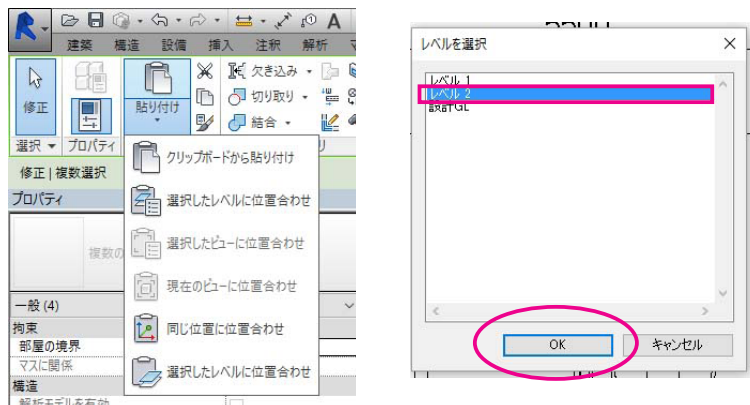 建築 構造 設備 挿入 注釈 解析
修正
貼り付け
欠き込み
切り取り
結合
選択 プロパティ
修正 | 複数選択
プロパティ
一般 (4)
拘束
部屋の境界
マスに関係
構造
クリップボードから貼り付け
選択したレベルに位置合わせ
選択したビューに位置合わせ
現在のビューに位置合わせ
同じ位置に位置合わせ
選択したレベルに位置合わせ
レベルを選択
レベル 1
レベル 2
設計GL
OK キャンセル